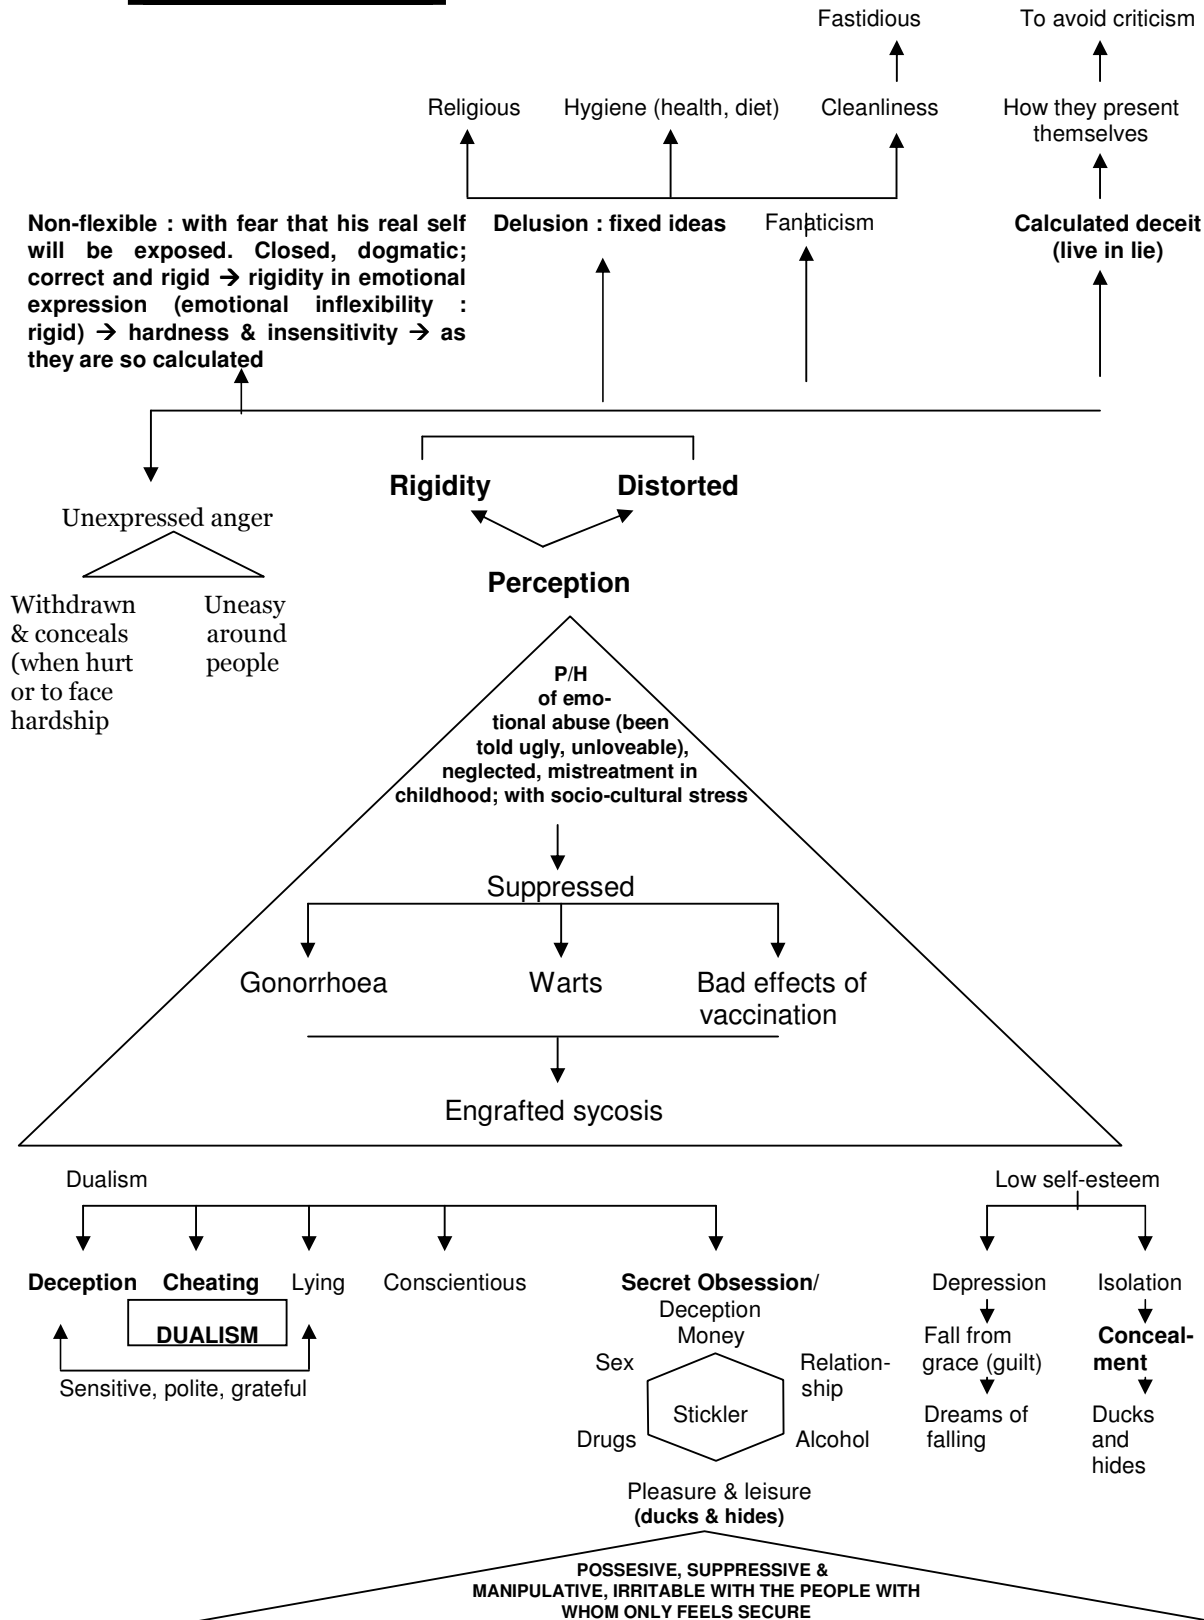 Fastidious
To avoid criticism
Religious
Hygiene (health, diet)
Cleanliness
How they present
themselves
Non-flexible : with fear that his real self
will be exposed. Closed, dogmatic;
correct and rigid → rigidity in emotional
expression (emotional inflexibility :
rigid) → hardness & insensitivity → as
they are so calculated
Delusion : fixed ideas
Fanaticism
Calculated deceit
(live in lie)
Rigidity
Distorted
Unexpressed anger
Perception
Withdrawn
& conceals
(when hurt
or to face
hardship
Uneasy
around
people
P/H
of emo-
tional abuse (been
told ugly, unloveable),
neglected, mistreatment in
childhood; with socio-cultural stress
Suppressed
Gonorrhoea
Warts
Bad effects of
vaccination
Engrafted sycosis
Dualism
Low self-esteem
Deception
Cheating
Lying
Conscientious
Secret Obsession/
Deception
Money
Depression
Isolation
DUALISM
Sensitive, polite, grateful
Sex
Relation-
ship
Stickler
Drugs
Alcohol
Fall from
grace (guilt)
Conceal-
ment
Dreams of
falling
Ducks
and
hides
Pleasure & leisure
(ducks & hides)
POSSESIVE, SUPPRESSIVE &
MANIPULATIVE, IRRITABLE WITH THE PEOPLE WITH
WHOM ONLY FEELS SECURE